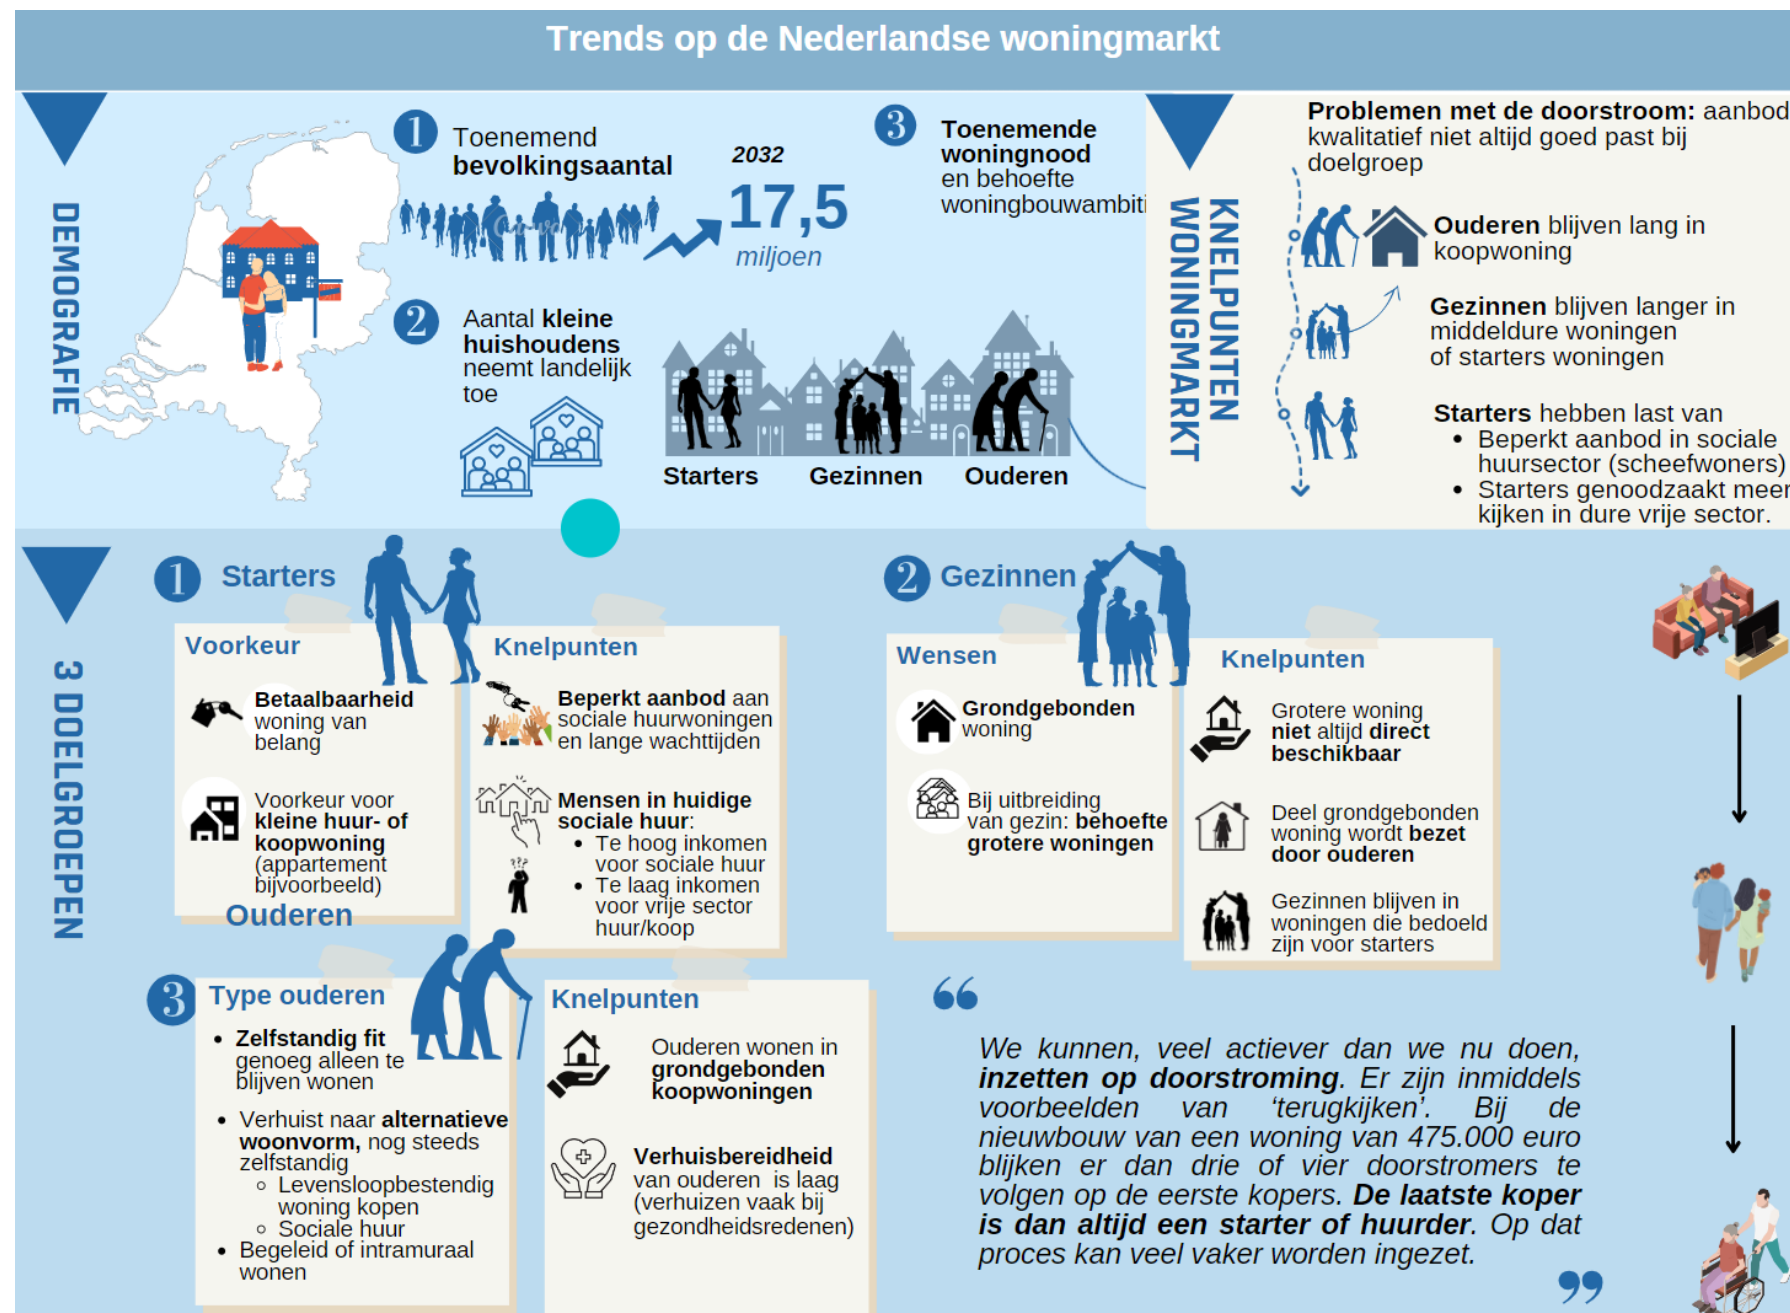 Trends op de Nederlandse woningmarkt
DEMOGRAFIE
1
Toenemend
bevolkingsaantal
2032
17,5
miljoen
Canva
2
Aantal kleine
huishoudens
neemt landelijk
toe
3
Toenemende
woningnood
en behoefte
woningbouwambiti
Starters
Gezinnen
Ouderen
KNELPUNTEN
WONINGMARKT
Problemen met de doorstroom: aanbod
kwalitatief niet altijd goed past bij
doelgroep
Ouderen blijven lang in
koopwoning
Gezinnen blijven langer in
middeldure woningen
of starters woningen
Starters hebben last van
• Beperkt aanbod in sociale
huursector (scheefwoners)
• Starters genoodzaakt meer
kijken in dure vrije sector.
3 DOELGROEPEN
1
Starters
Voorkeur
Betaalbaarheid
woning van
belang
Voorkeur voor
kleine huur- of
koopwoning
(appartement
bijvoorbeeld)
Knelpunten
Beperkt aanbod aan
sociale huurwoningen
en lange wachttijden
Mensen in huidige
sociale huur:
• Te hoog inkomen
voor sociale huur
• Te laag inkomen
voor vrije sector
huur/koop
???
2
Gezinnen
Wensen
Grondgebonden
woning
Bij uitbreiding
van gezin: behoefte
grotere woningen
Knelpunten
Grotere woning
niet altijd direct
beschikbaar
Deel grondgebonden
woning wordt bezet
door ouderen
Gezinnen blijven in
woningen die bedoeld
zijn voor starters
Ouderen
3
Type ouderen
• Zelfstandig fit
genoeg alleen te
blijven wonen
• Verhuist naar alternatieve
woonvorm, nog steeds
zelfstandig
◦ Levensloopbestendig
woning kopen
◦ Sociale huur
• Begeleid of intramuraal
wonen
Knelpunten
Ouderen wonen in
grondgebonden
koopwoningen
Verhuisbereidheid
van ouderen is laag
(verhuizen vaak bij
gezondheidsredenen)
“
We kunnen, veel actiever dan we nu doen,
inzetten op doorstroming. Er zijn inmiddels
voorbeelden van ‘terugkijken’. Bij de
nieuwbouw van een woning van 475.000 euro
blijken er dan drie of vier doorstromers te
volgen op de eerste kopers. De laatste koper
is dan altijd een starter of huurder. Op dat
proces kan veel vaker worden ingezet.
”